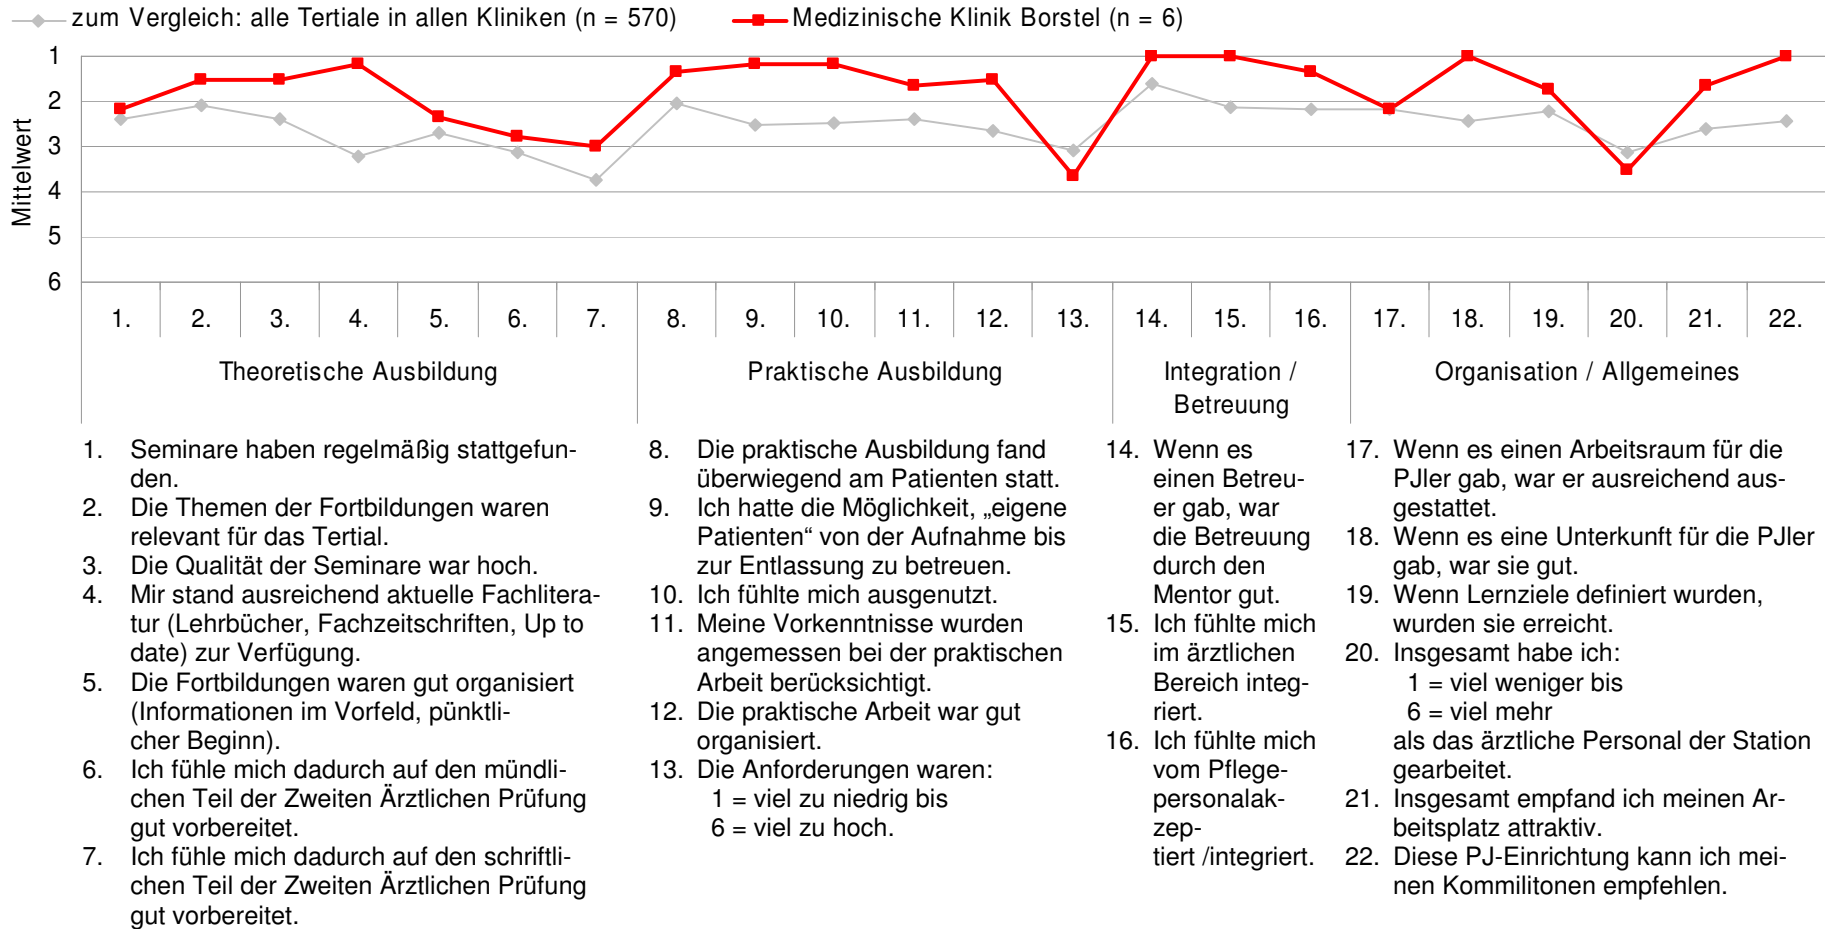 zum Vergleich: alle Tertiale in allen Kliniken (n = 570)
Medizinische Klinik Borstel (n = 6)
Mittelwert
1
2
3
4
5
6
1. 2. 3. 4. 5. 6. 7. 8. 9. 10. 11. 12. 13. 14. 15. 16. 17. 18. 19. 20. 21. 22.
Theoretische Ausbildung
Praktische Ausbildung
Integration /
Betreuung
Organisation / Allgemeines
1. Seminare haben regelmäßig stattgefun-
den.
2. Die Themen der Fortbildungen waren
relevant für das Tertial.
3. Die Qualität der Seminare war hoch.
4. Mir stand ausreichend aktuelle Fachlitera-
tur (Lehrbücher, Fachzeitschriften, Up to
date) zur Verfügung.
5. Die Fortbildungen waren gut organisiert
(Informationen im Vorfeld, pünktli-
cher Beginn).
6. Ich fühle mich dadurch auf den mündli-
chen Teil der Zweiten Ärztlichen Prüfung
gut vorbereitet.
7. Ich fühle mich dadurch auf den schriftli-
chen Teil der Zweiten Ärztlichen Prüfung
gut vorbereitet.
8. Die praktische Ausbildung fand
überwiegend am Patienten statt.
9. Ich hatte die Möglichkeit, „eigene
Patienten“ von der Aufnahme bis
zur Entlassung zu betreuen.
10. Ich fühlte mich ausgenutzt.
11. Meine Vorkenntnisse wurden
angemessen bei der praktischen
Arbeit berücksichtigt.
12. Die praktische Arbeit war gut
organisiert.
13. Die Anforderungen waren:
1 = viel zu niedrig bis
6 = viel zu hoch.
14. Wenn es
einen Betreu-
er gab, war
die Betreuung
durch den
Mentor gut.
15. Ich fühlte mich
im ärztlichen
Bereich integ-
riert.
16. Ich fühlte mich
vom Pflege-
personalak-
zep-
tiert /integriert.
17. Wenn es einen Arbeitsraum für die
PJler gab, war er ausreichend aus-
gestattet.
18. Wenn es eine Unterkunft für die PJler
gab, war sie gut.
19. Wenn Lernziele definiert wurden,
wurden sie erreicht.
20. Insgesamt habe ich:
1 = viel weniger bis
6 = viel mehr
als das ärztliche Personal der Station
gearbeitet.
21. Insgesamt empfand ich meinen Ar-
beitsplatz attraktiv.
22. Diese PJ-Einrichtung kann ich mei-
nen Kommilitonen empfehlen.